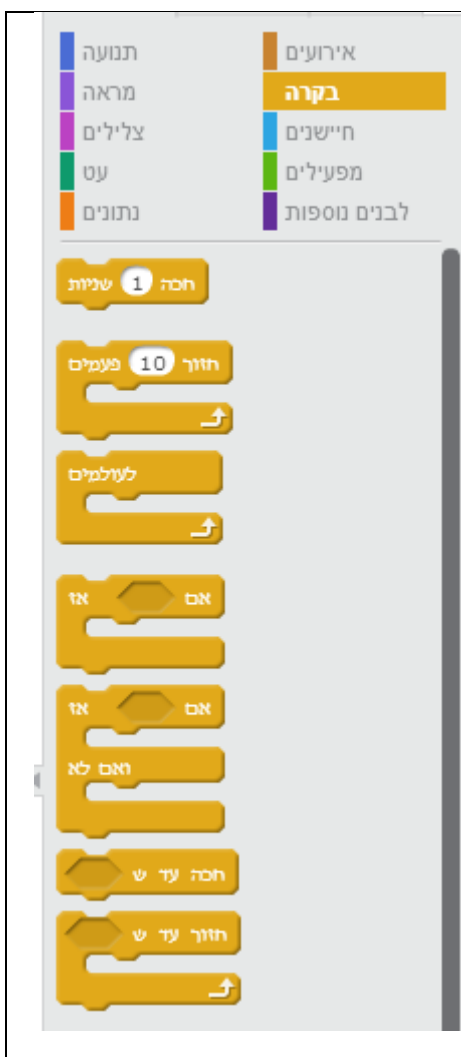 תנועה אירועים
מראה בקרה
צלילים חיישנים
עט מפעילים
נתונים לבנים נוספות
חכה 1 שניות
חזור 10 פעמים
לעולמים
אם אז
אם אז
ואם לא
חכה עד ש
חזור עד ש